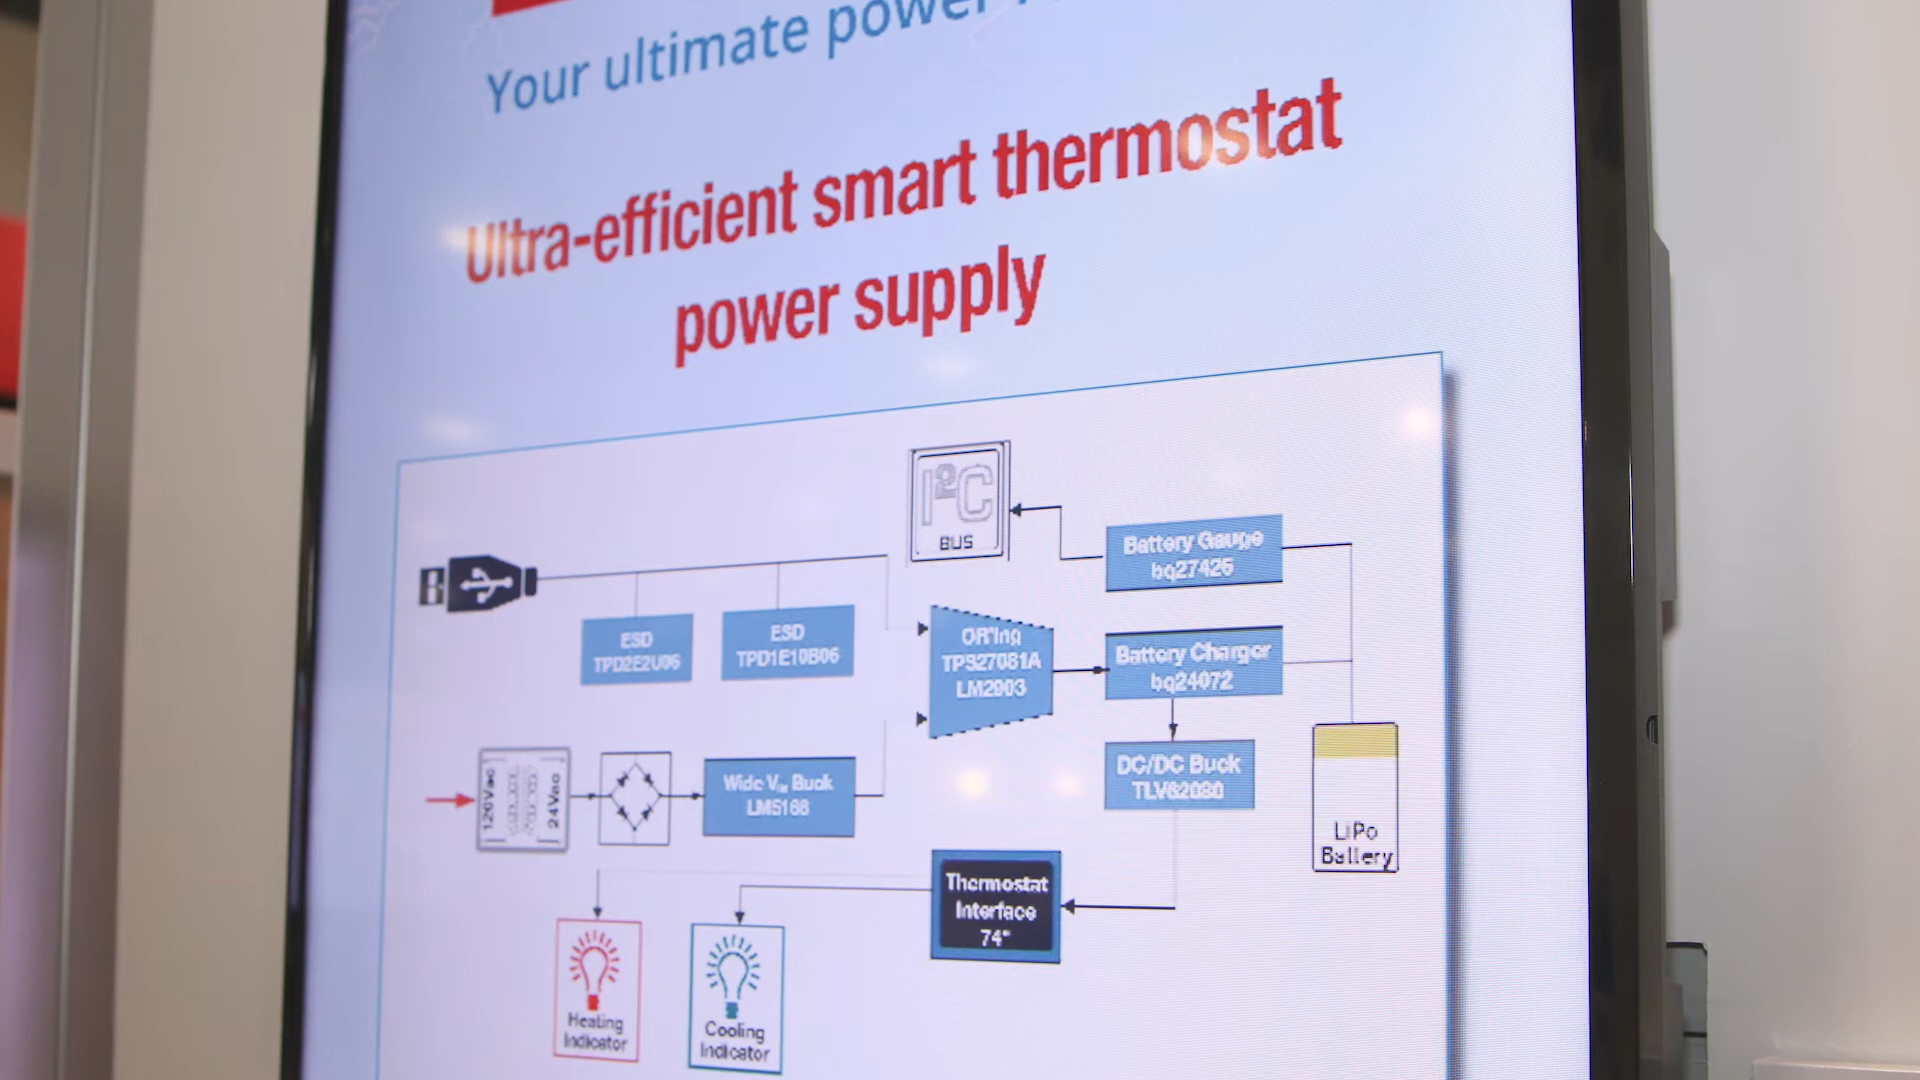 Your ultimate power
Ultra-efficient smart thermostat
power supply
I²C
BUS
Battery Gauge
bq27426
ESD
TPD2E2U06
ESD
TPD1E10B06
OR'ing
TPS27081A
LM2903
Battery Charger
bq24072
120Vac
24Vac
Wide VIN Buck
LM5166
DC/DC Buck
TLV62080
LiPo
Battery
Thermostat
Interface
74°
Heating
Indicator
Cooling
Indicator